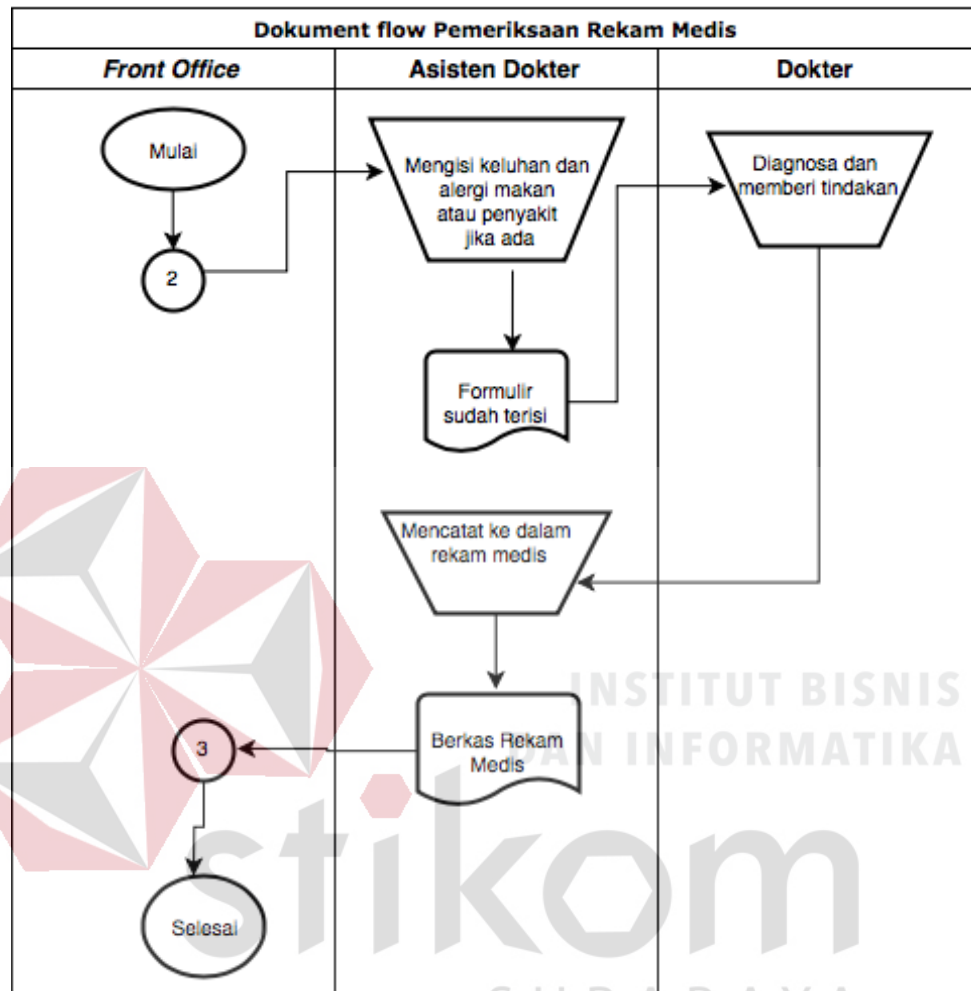 Dokument flow Pemeriksaan Rekam Medis
Front Office
Asisten Dokter
Dokter
Mulai
2
Mengisi keluhan dan
alergi makan
atau penyakit
jika ada
Diagnosa dan
memberi tindakan
Formulir
sudah terisi
Mencatat ke dalam
rekam medis
Berkas Rekam
Medis
3
Selesai
INSTITUT BISNIS
DAN INFORMATIKA
stikom
SURABAYA